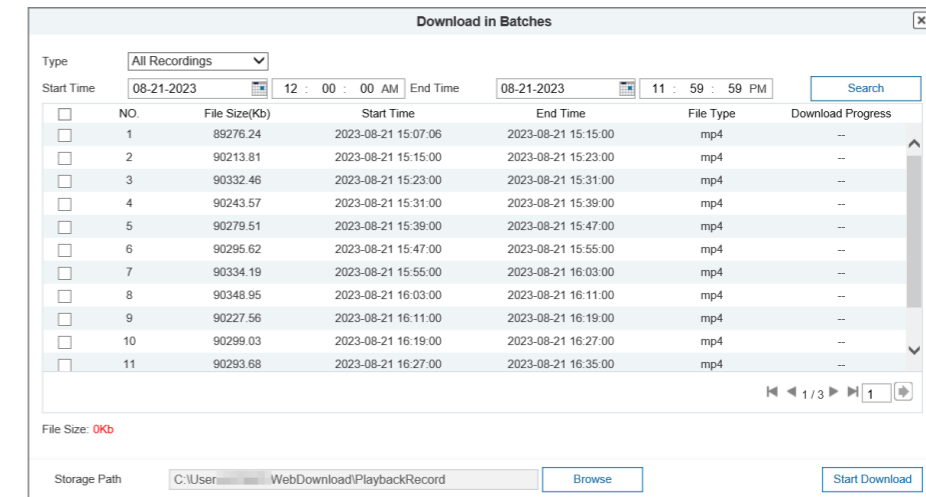 Download in Batches
Type All Recordings
Start Time 08-21-2023 12 : 00 : 00 AM End Time 08-21-2023 11 : 59 : 59 PM Search
NO. File Size(Kb) Start Time End Time File Type Download Progress
1 89276.24 2023-08-21 15:07:06 2023-08-21 15:15:00 mp4 --
2 90213.81 2023-08-21 15:15:00 2023-08-21 15:23:00 mp4 --
3 90332.46 2023-08-21 15:23:00 2023-08-21 15:31:00 mp4 --
4 90243.57 2023-08-21 15:31:00 2023-08-21 15:39:00 mp4 --
5 90279.51 2023-08-21 15:39:00 2023-08-21 15:47:00 mp4 --
6 90295.62 2023-08-21 15:47:00 2023-08-21 15:55:00 mp4 --
7 90334.19 2023-08-21 15:55:00 2023-08-21 16:03:00 mp4 --
8 90348.95 2023-08-21 16:03:00 2023-08-21 16:11:00 mp4 --
9 90227.56 2023-08-21 16:11:00 2023-08-21 16:19:00 mp4 --
10 90299.03 2023-08-21 16:19:00 2023-08-21 16:27:00 mp4 --
11 90293.68 2023-08-21 16:27:00 2023-08-21 16:35:00 mp4 --
1 / 3 1
File Size: 0Kb
Storage Path C:\User WebDownload\PlaybackRecord Browse Start Download